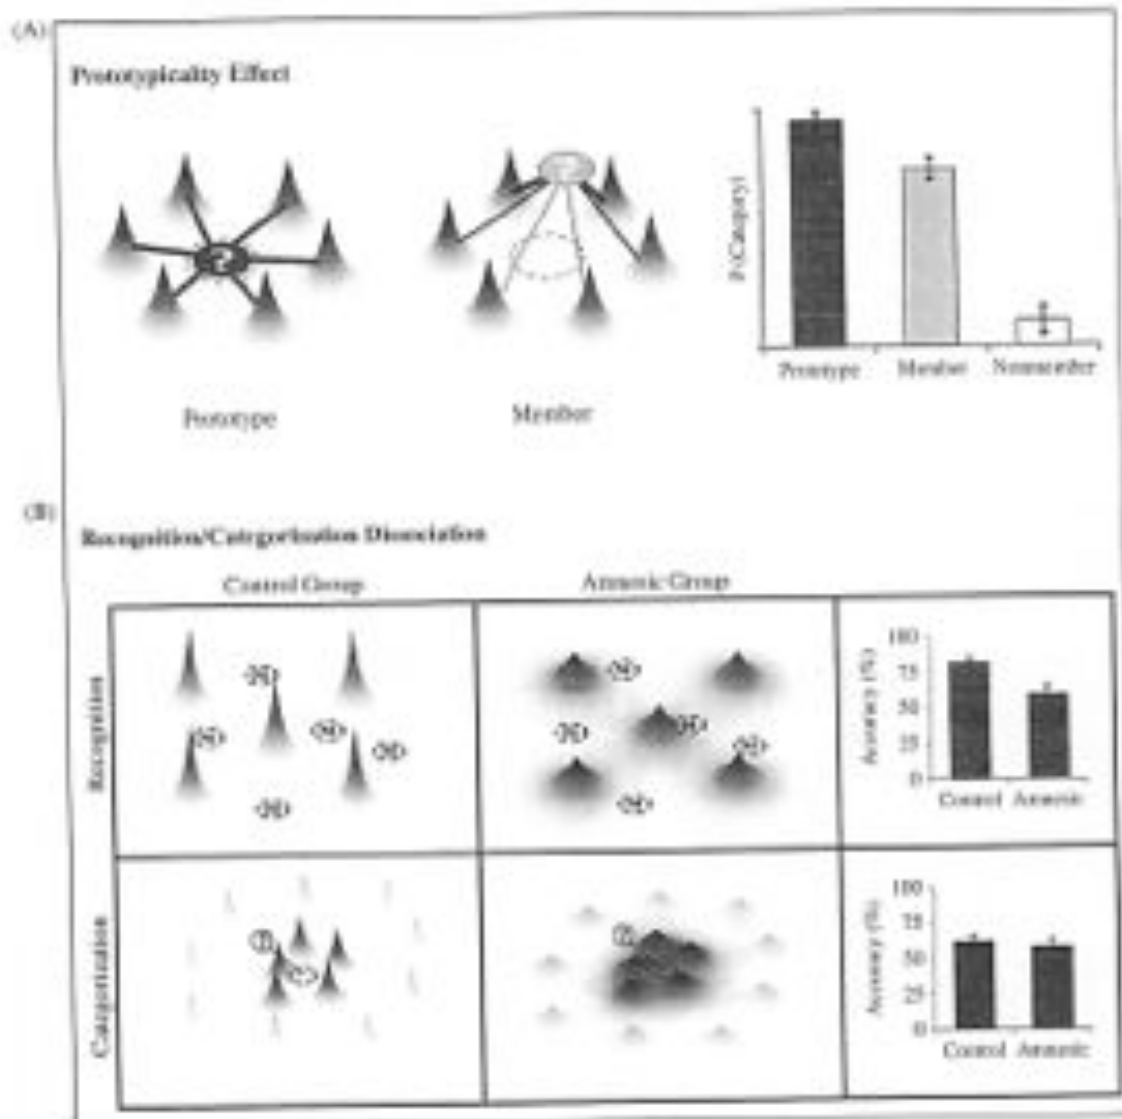 (A)
Prototypicality Effect
P(Category)
Prototype Member Nonmember
Prototype
Member
(B)
Recognition/Categorization Dissociation
Control Group
Amnesic Group
Recognition
N
N
N
N
N
N
N
N
N
N
Accuracy (%)
100
75
50
25
0
Control Amnesic
Categorization
?
?
Accuracy (%)
100
75
50
25
0
Control Amnesic